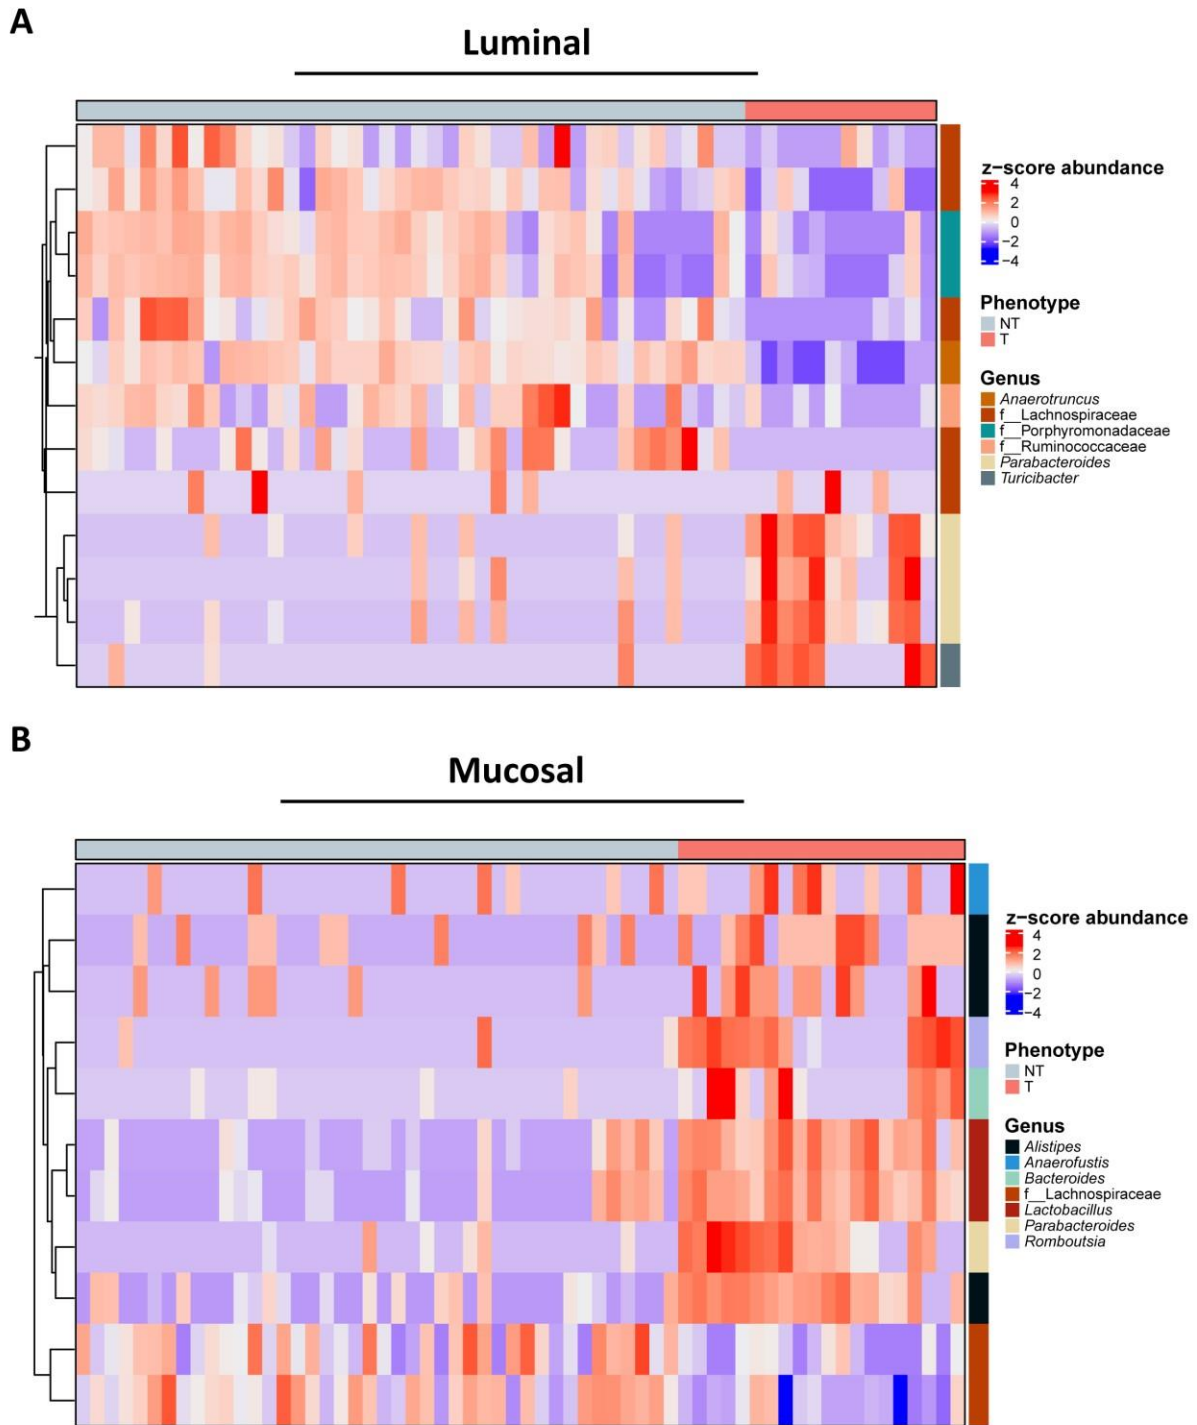 A
Luminal
z-score abundance
4
2
0
-2
-4
Phenotype
NT
T
Genus
Anaerotruncus
f__Lachnospiraceae
f__Porphyromonadaceae
f__Ruminococcaceae
Parabacteroides
Turicibacter
B
Mucosal
z-score abundance
4
2
0
-2
-4
Phenotype
NT
T
Genus
Alistipes
Anaerofustis
Bacteroides
f__Lachnospiraceae
Lactobacillus
Parabacteroides
Romboutsia